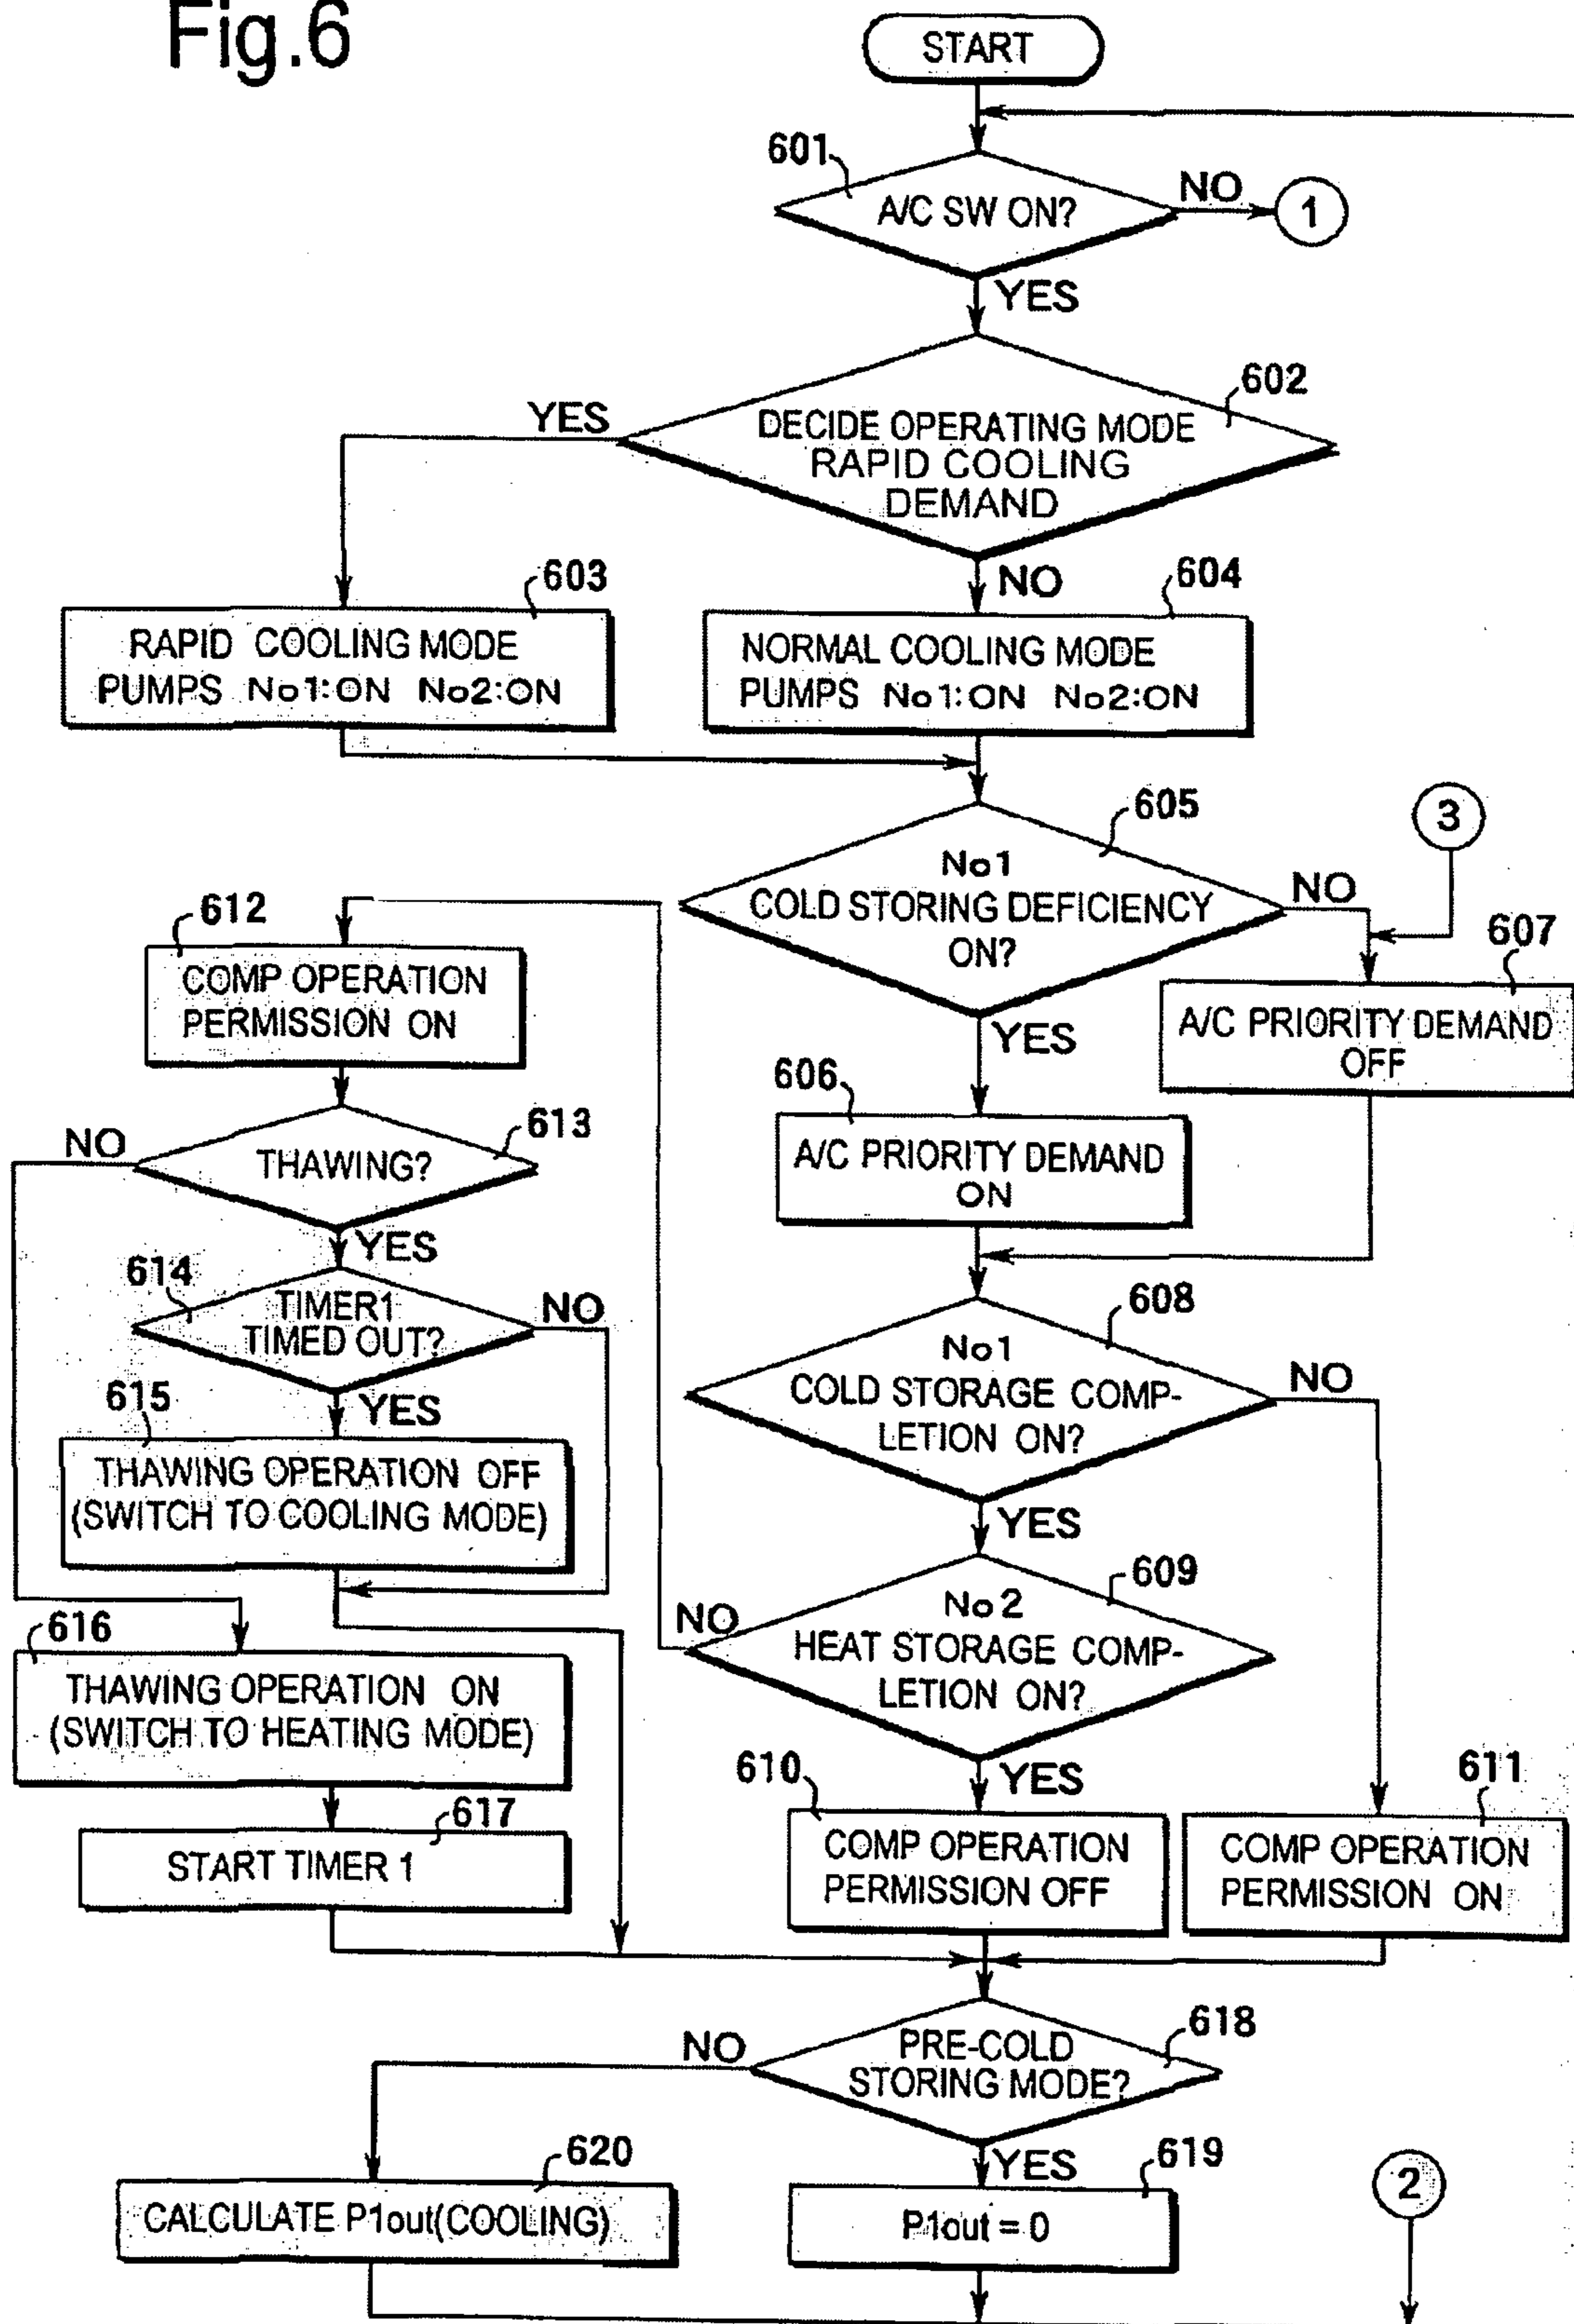 Fig.6
START
601
A/C SW ON?
NO
1
YES
602
YES
DECIDE OPERATING MODE
RAPID COOLING
DEMAND
603
NO
604
RAPID COOLING MODE
PUMPS No1:ON No2:ON
NORMAL COOLING MODE
PUMPS No1:ON No2:ON
605
3
No1
COLD STORING DEFICIENCY
ON?
NO
607
A/C PRIORITY DEMAND
OFF
YES
606
A/C PRIORITY DEMAND
ON
612
COMP OPERATION
PERMISSION ON
613
NO
THAWING?
YES
614
TIMER1
TIMED OUT?
NO
YES
615
THAWING OPERATION OFF
(SWITCH TO COOLING MODE)
616
THAWING OPERATION ON
(SWITCH TO HEATING MODE)
617
START TIMER 1
608
No1
COLD STORAGE COMP-
LETION ON?
NO
YES
609
NO
No2
HEAT STORAGE COMP-
LETION ON?
YES
610
COMP OPERATION
PERMISSION OFF
611
COMP OPERATION
PERMISSION ON
618
NO
PRE-COLD
STORING MODE?
YES
620
CALCULATE P1out(COOLING)
619
P1out = 0
2